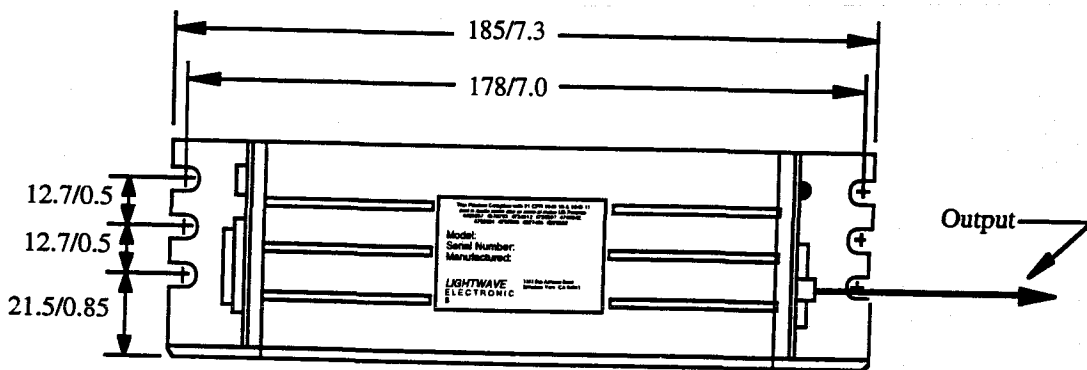 185/7.3
178/7.0
12.7/0.5
12.7/0.5
21.5/0.85
Output
Model:
Serial Number:
Manufactured:
LIGHTWAVE
ELECTRONIC
S